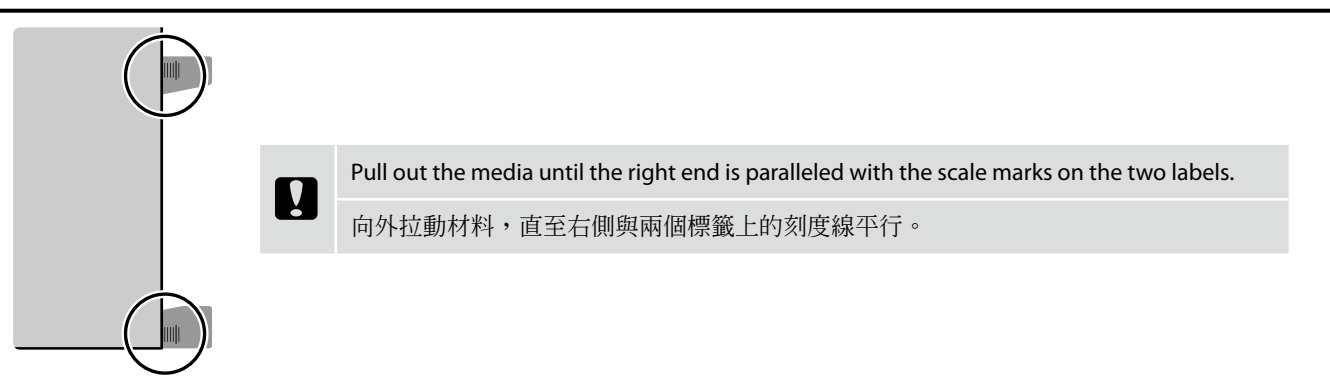 Pull out the media until the right end is paralleled with the scale marks on the two labels.
向外拉動材料，直至右側與兩個標籤上的刻度線平行。